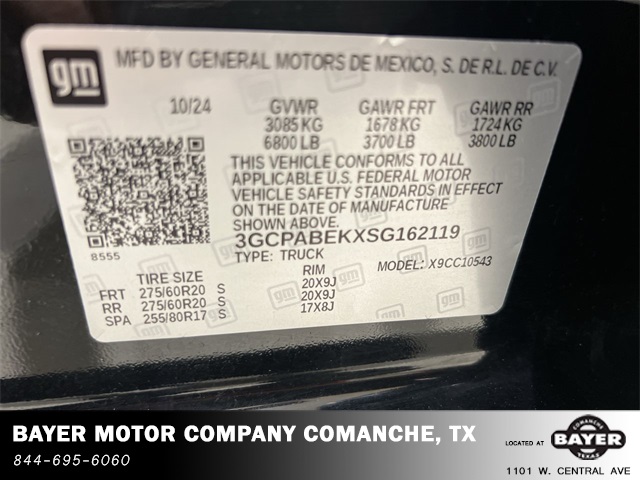 gm
MFD BY GENERAL MOTORS DE MEXICO, S. DE R.L. DE C.V.
10/24 GVWR GAWR FRT GAWR RR
3085 KG 1678 KG 1724 KG
6800 LB 3700 LB 3800 LB
THIS VEHICLE CONFORMS TO ALL
APPLICABLE U.S. FEDERAL MOTOR
VEHICLE SAFETY STANDARDS IN EFFECT
ON THE DATE OF MANUFACTURE
SHOWN ABOVE.
3GCPABEKXSG162119
8555
TYPE: TRUCK MODEL: X9CC10543
TIRE SIZE RIM
FRT 275/60R20 S 20X9J
RR 275/60R20 S 20X9J
SPA 255/80R17 S 17X8J
BAYER MOTOR COMPANY COMANCHE, TX
844-695-6060
LOCATED AT
COMANCHE
BAYER
TEXAS
1101 W. CENTRAL AVE